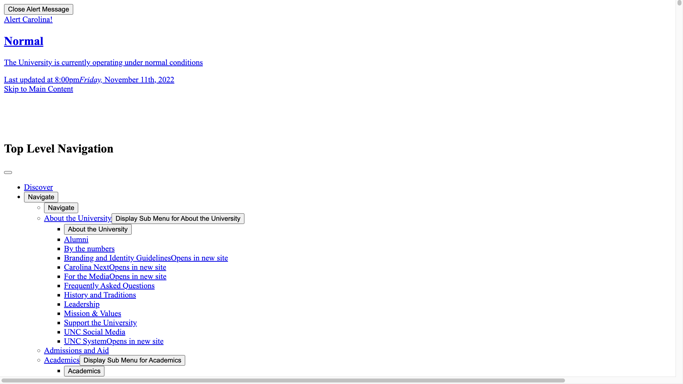 Close Alert Message
Alert Carolina!
Normal
The University is currently operating under normal conditions
Last updated at 8:00pmFriday, November 11th, 2022
Skip to Main Content
Top Level Navigation
Discover
Navigate
Navigate
About the University Display Sub Menu for About the University
About the University
Alumni
By the numbers
Branding and Identity GuidelinesOpens in new site
Carolina NextOpens in new site
For the MediaOpens in new site
Frequently Asked Questions
History and Traditions
Leadership
Mission & Values
Support the University
UNC Social Media
UNC SystemOpens in new site
Admissions and Aid
Academics Display Sub Menu for Academics
Academics